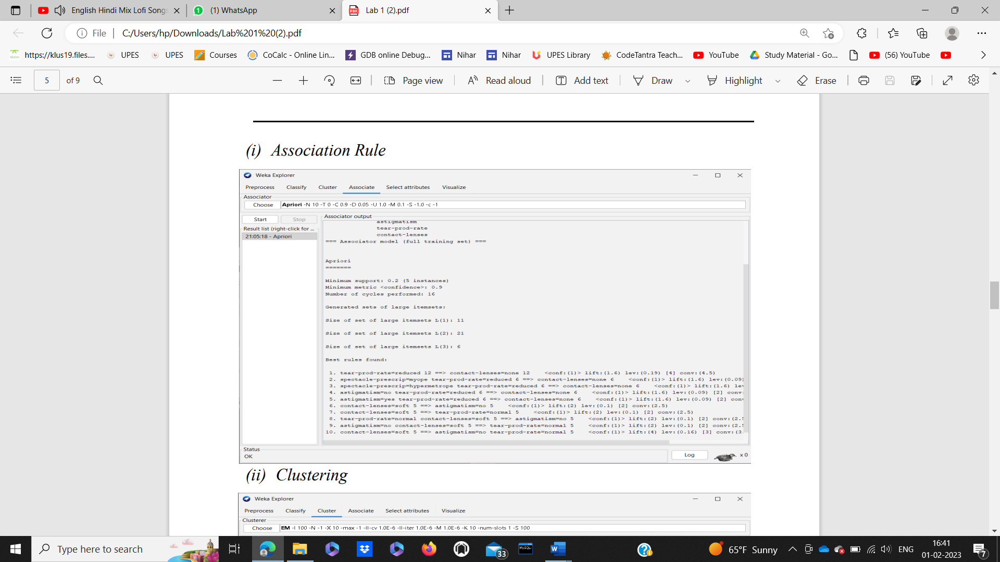 English Hindi Mix Lofi Songs
(1) WhatsApp
Lab 1 (2).pdf
File
C:/Users/hp/Downloads/Lab%201%20(2).pdf
https://klus19.files....
UPES
UPES
Courses
CoCalc - Online Lin...
GDB online Debug...
Nihar
Nihar
UPES Library
CodeTantra Teach...
YouTube
Study Material - Go...
(56) YouTube
5 of 9
Page view
Read aloud
Add text
Draw
Highlight
Erase
(i) Association Rule
Weka Explorer
Preprocess Classify Cluster Associate Select attributes Visualize
Associator
Choose Apriori -N 10 -T 0 -C 0.9 -D 0.05 -U 1.0 -M 0.1 -S -1.0 -c -1
Start Stop
Result list (right-click for ...
21:05:18 - Apriori
Associator output
astigmatism
tear-prod-rate
contact-lenses
=== Associator model (full training set) ===
Apriori
=======
Minimum support: 0.2 (5 instances)
Minimum metric <confidence>: 0.9
Number of cycles performed: 16
Generated sets of large itemsets:
Size of set of large itemsets L(1): 11
Size of set of large itemsets L(2): 21
Size of set of large itemsets L(3): 6
Best rules found:
1. tear-prod-rate=reduced 12 ==> contact-lenses=none 12 <conf:(1)> lift:(1.6) lev:(0.19) [4] conv:(4.5)
2. spectacle-prescrip=myope tear-prod-rate=reduced 6 ==> contact-lenses=none 6 <conf:(1)> lift:(1.6) lev:(0.09)
3. spectacle-prescrip=hypermetrope tear-prod-rate=reduced 6 ==> contact-lenses=none 6 <conf:(1)> lift:(1.6) lev
4. astigmatism=no tear-prod-rate=reduced 6 ==> contact-lenses=none 6 <conf:(1)> lift:(1.6) lev:(0.09) [2] conv
5. astigmatism=yes tear-prod-rate=reduced 6 ==> contact-lenses=none 6 <conf:(1)> lift:(1.6) lev:(0.09) [2] conv
6. contact-lenses=soft 5 ==> astigmatism=no 5 <conf:(1)> lift:(2) lev:(0.1) [2] conv:(2.5)
7. contact-lenses=soft 5 ==> tear-prod-rate=normal 5 <conf:(1)> lift:(2) lev:(0.1) [2] conv:(2.5)
8. tear-prod-rate=normal contact-lenses=soft 5 ==> astigmatism=no 5 <conf:(1)> lift:(2) lev:(0.1) [2] conv:(2.5
9. astigmatism=no contact-lenses=soft 5 ==> tear-prod-rate=normal 5 <conf:(1)> lift:(2) lev:(0.1) [2] conv:(2.5
10. contact-lenses=soft 5 ==> astigmatism=no tear-prod-rate=normal 5 <conf:(1)> lift:(4) lev:(0.16) [3] conv:(3.
Status
OK
Log
x 0
(ii) Clustering
Weka Explorer
Preprocess Classify Cluster Associate Select attributes Visualize
Clusterer
Choose EM -I 100 -N -1 -X 10 -max -1 -ll-cv 1.0E-6 -ll-iter 1.0E-6 -M 1.0E-6 -K 10 -num-slots 1 -S 100
Type here to search
33
65°F Sunny
ENG
16:41
01-02-2023
7